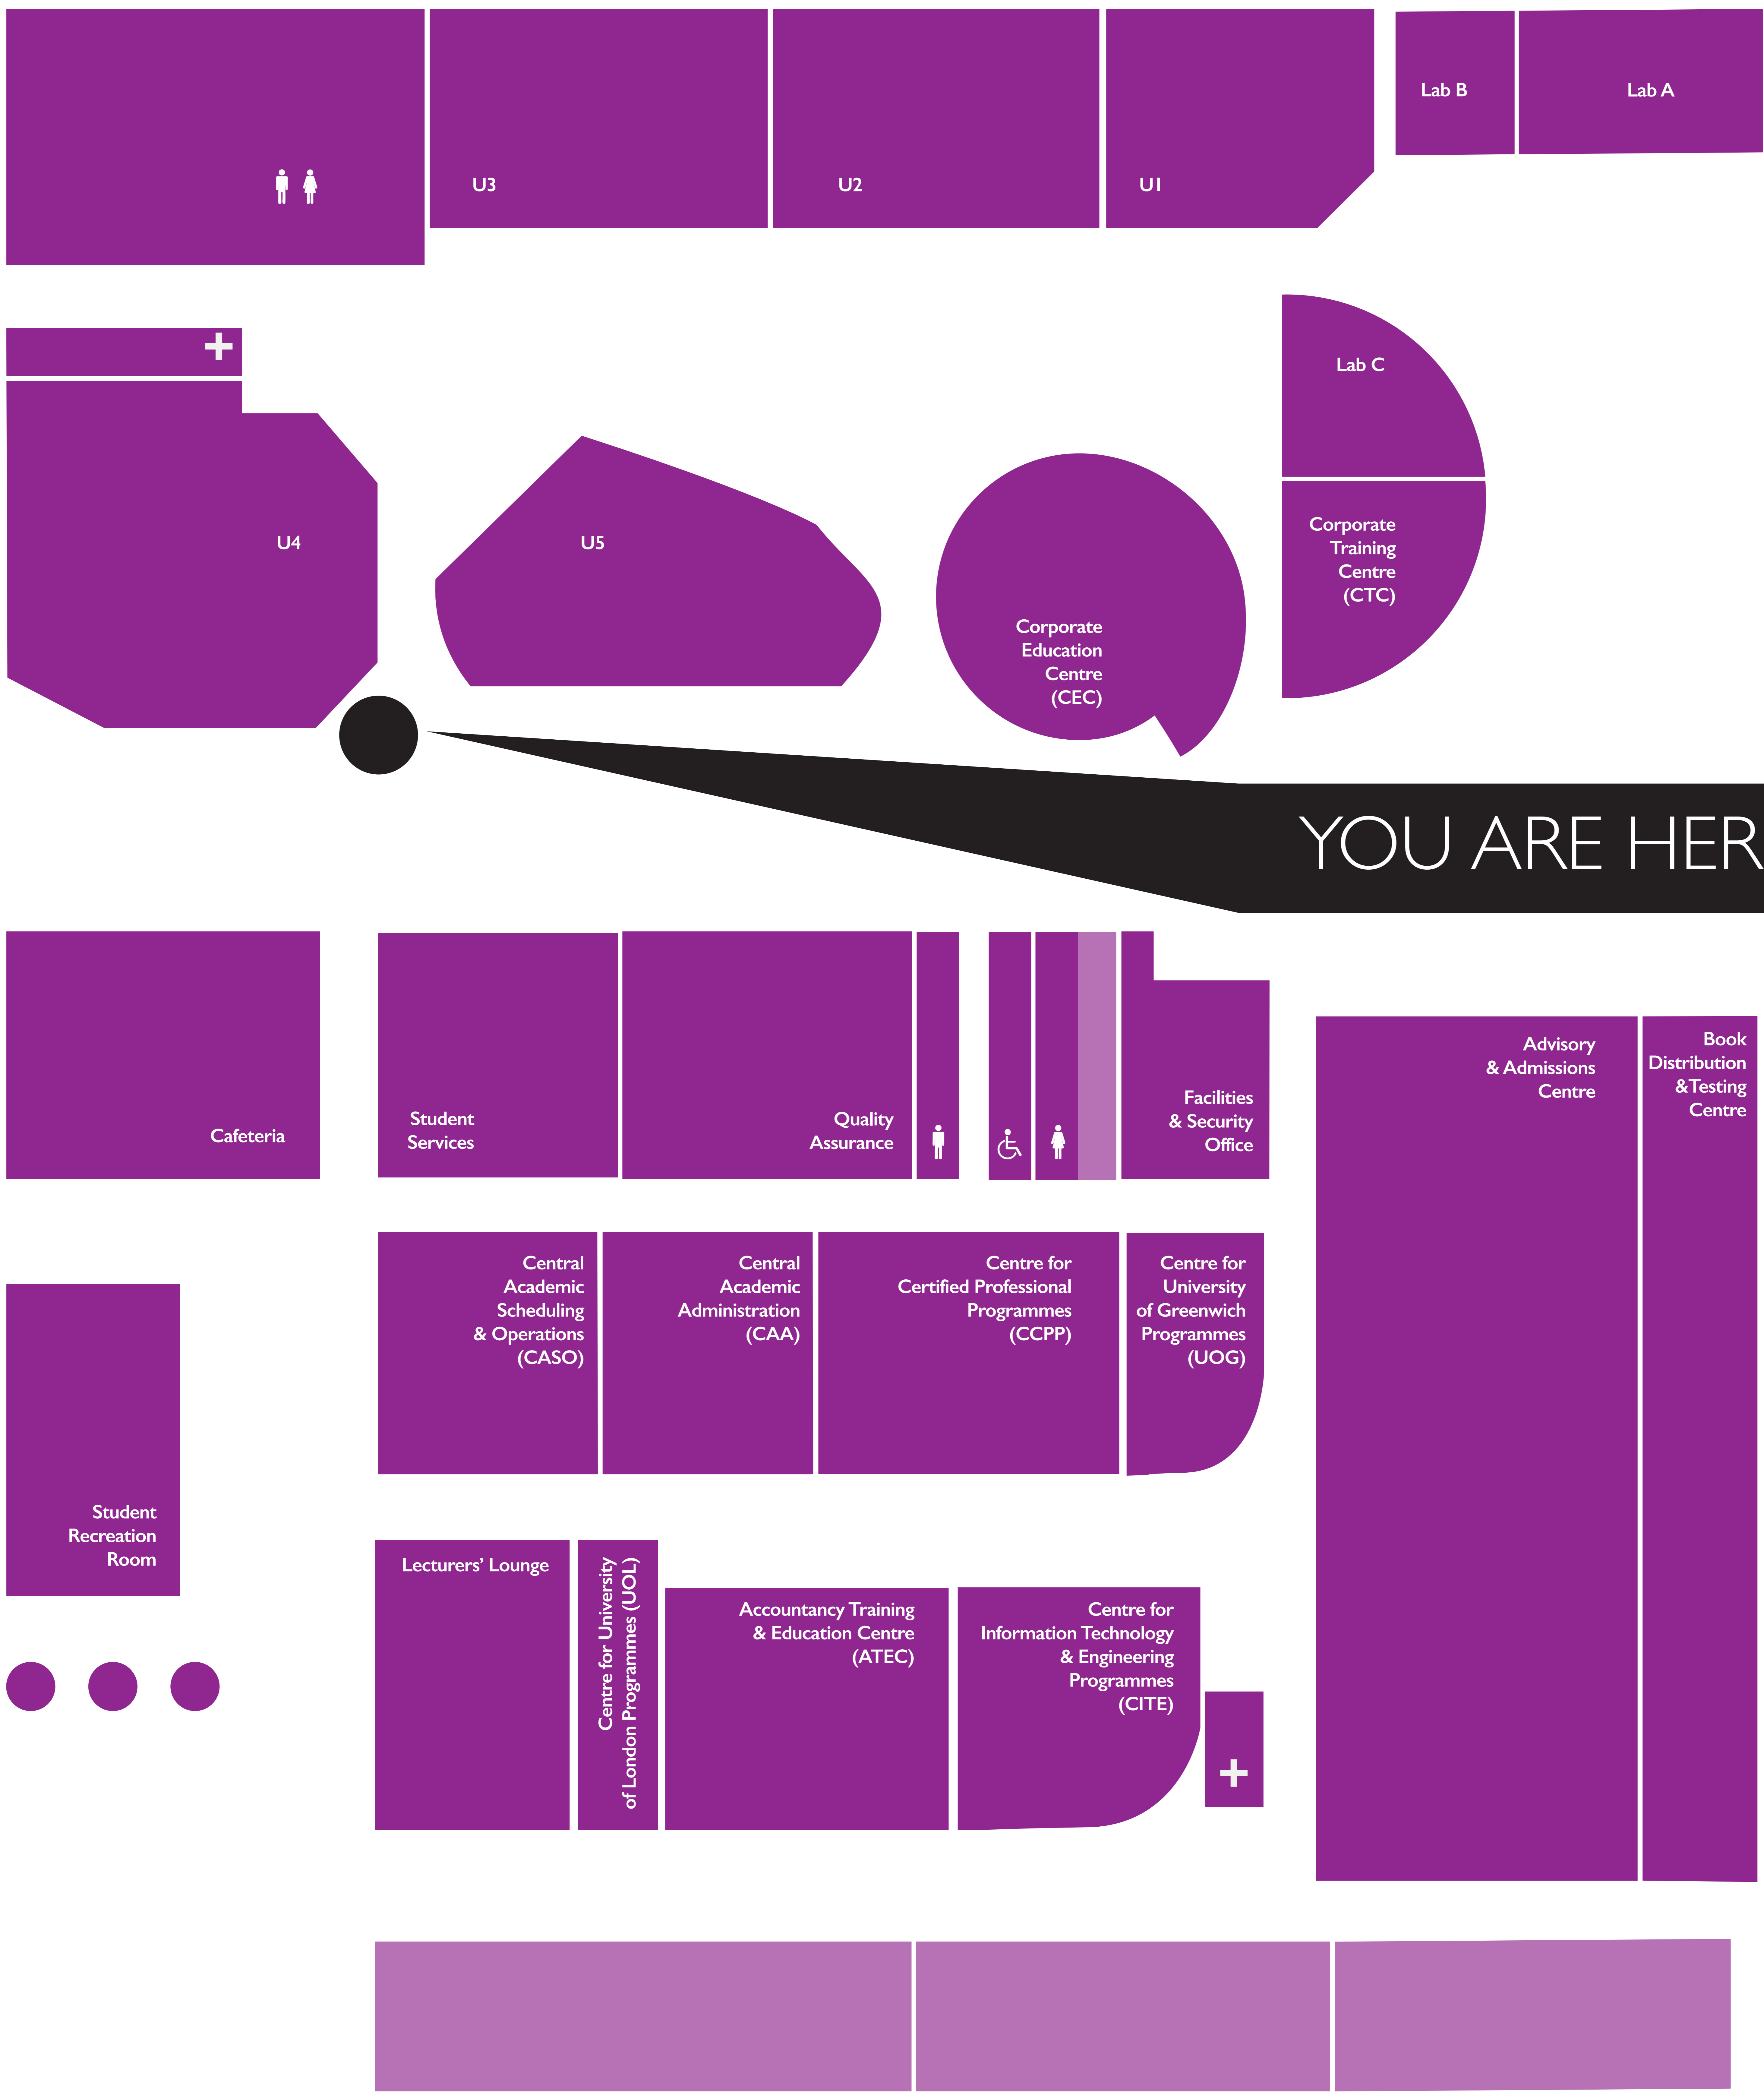 Lab B
Lab A
U3
U2
U1
Lab C
U4
U5
Corporate
Training
Centre
(CTC)
Corporate
Education
Centre
(CEC)
YOU ARE HER
Cafeteria
Student
Services
Quality
Assurance
Facilities
& Security
Office
Advisory
& Admissions
Centre
Book
Distribution
&Testing
Centre
Central
Academic
Scheduling
& Operations
(CASO)
Central
Academic
Administration
(CAA)
Centre for
Certified Professional
Programmes
(CCPP)
Centre for
University
of Greenwich
Programmes
(UOG)
Student
Recreation
Room
Lecturers’ Lounge
Centre for University
of London Programmes (UOL)
Accountancy Training
& Education Centre
(ATEC)
Centre for
Information Technology
& Engineering
Programmes
(CITE)